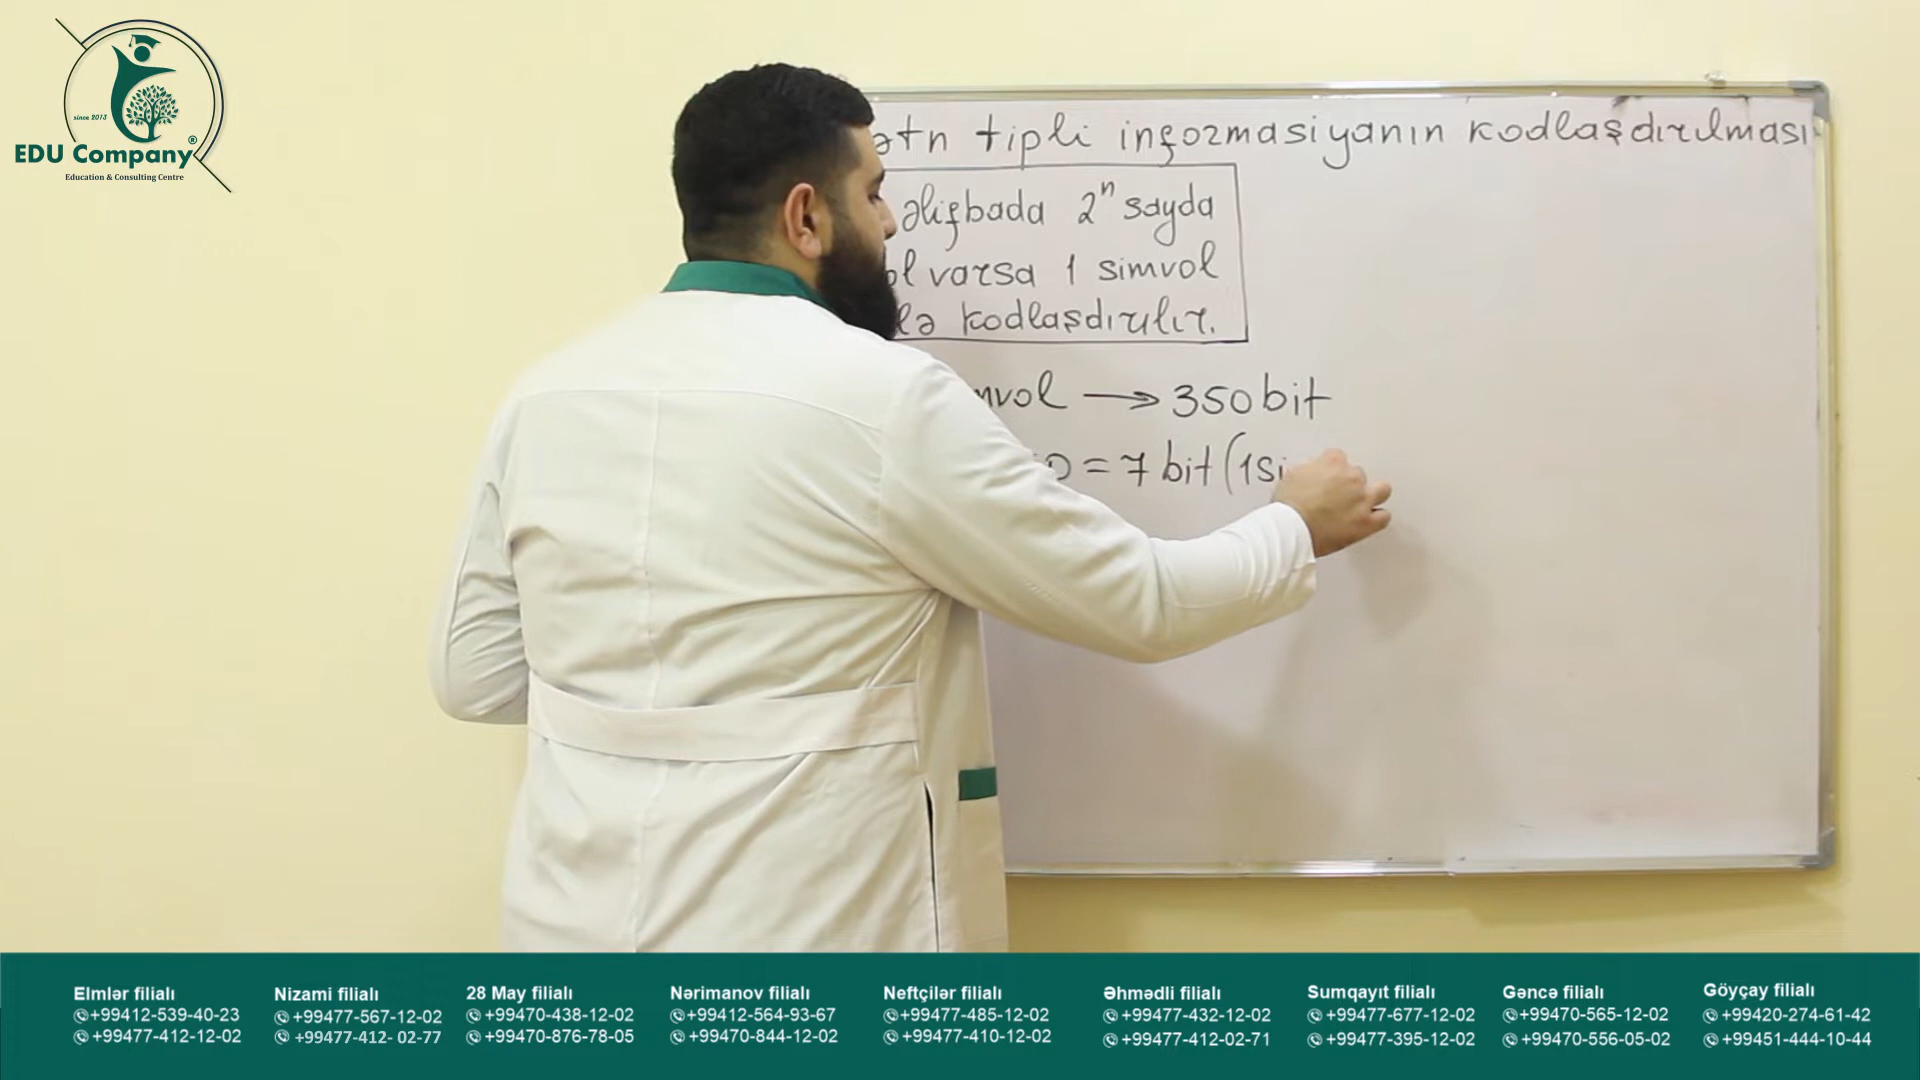 since 2013
EDU Company®
Education & Consulting Centre
tipli informasiyanın kodlaşdırılması
əlifbada 2ⁿ sayda
varsa 1 simvol
kodlaşdırılır.
→ 350 bit
= 7 bit (1
Elmlər filialı
+99412-539-40-23
+99477-412-12-02
Nizami filialı
+99477-567-12-02
+99477-412- 02-77
28 May filialı
+99470-438-12-02
+99470-876-78-05
Nərimanov filialı
+99412-564-93-67
+99470-844-12-02
Neftçilər filialı
+99477-485-12-02
+99477-410-12-02
Əhmədli filialı
+99477-432-12-02
+99477-412-02-71
Sumqayıt filialı
+99477-677-12-02
+99477-395-12-02
Gəncə filialı
+99470-565-12-02
+99470-556-05-02
Göyçay filialı
+99420-274-61-42
+99451-444-10-44